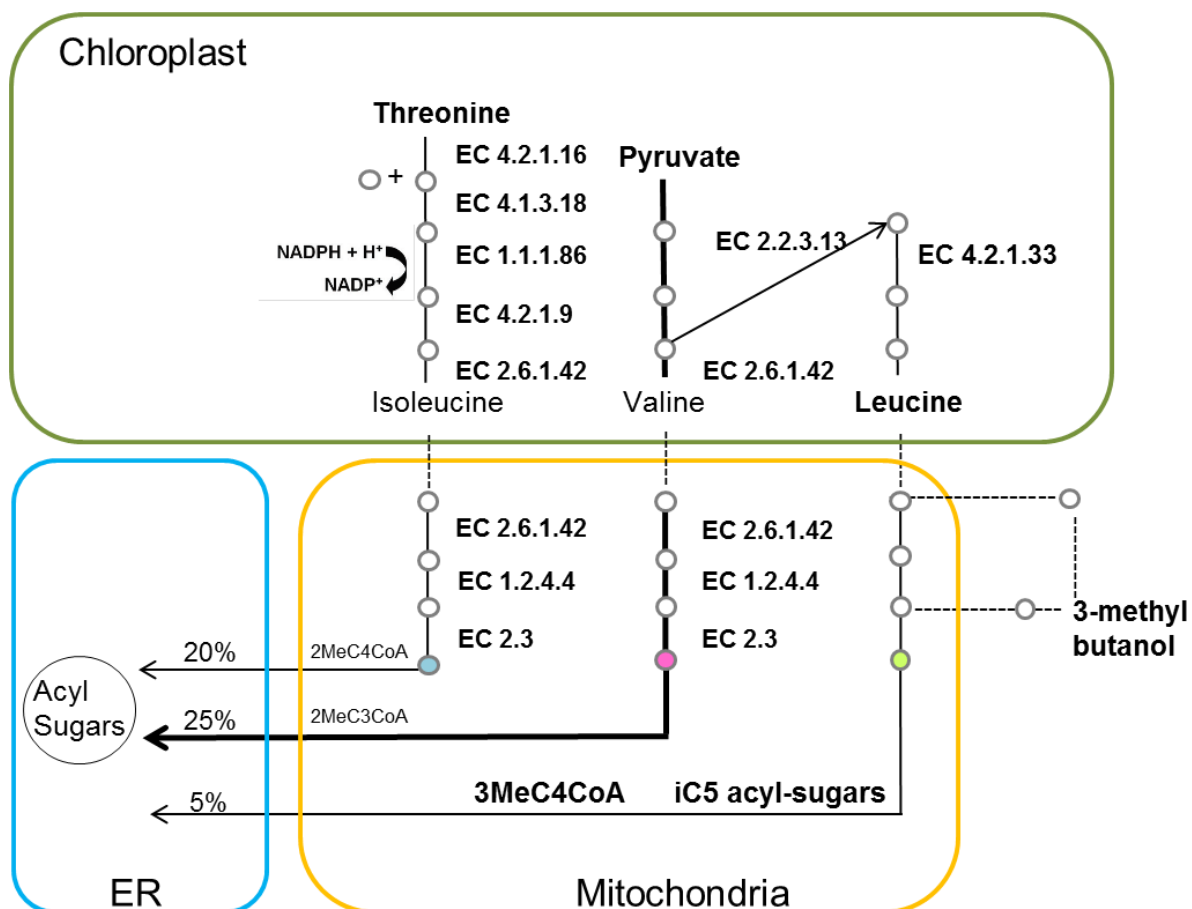 Chloroplast
Threonine
EC 4.2.1.16
Pyruvate
+
EC 4.1.3.18
EC 2.2.3.13
EC 4.2.1.33
NADPH + H⁺
EC 1.1.1.86
NADP⁺
EC 4.2.1.9
EC 2.6.1.42
EC 2.6.1.42
Isoleucine
Valine
Leucine
EC 2.6.1.42
EC 2.6.1.42
EC 1.2.4.4
EC 1.2.4.4
3-methyl
butanol
EC 2.3
EC 2.3
20%
2MeC4CoA
Acyl
Sugars
25%
2MeC3CoA
3MeC4CoA
iC5 acyl-sugars
5%
ER
Mitochondria